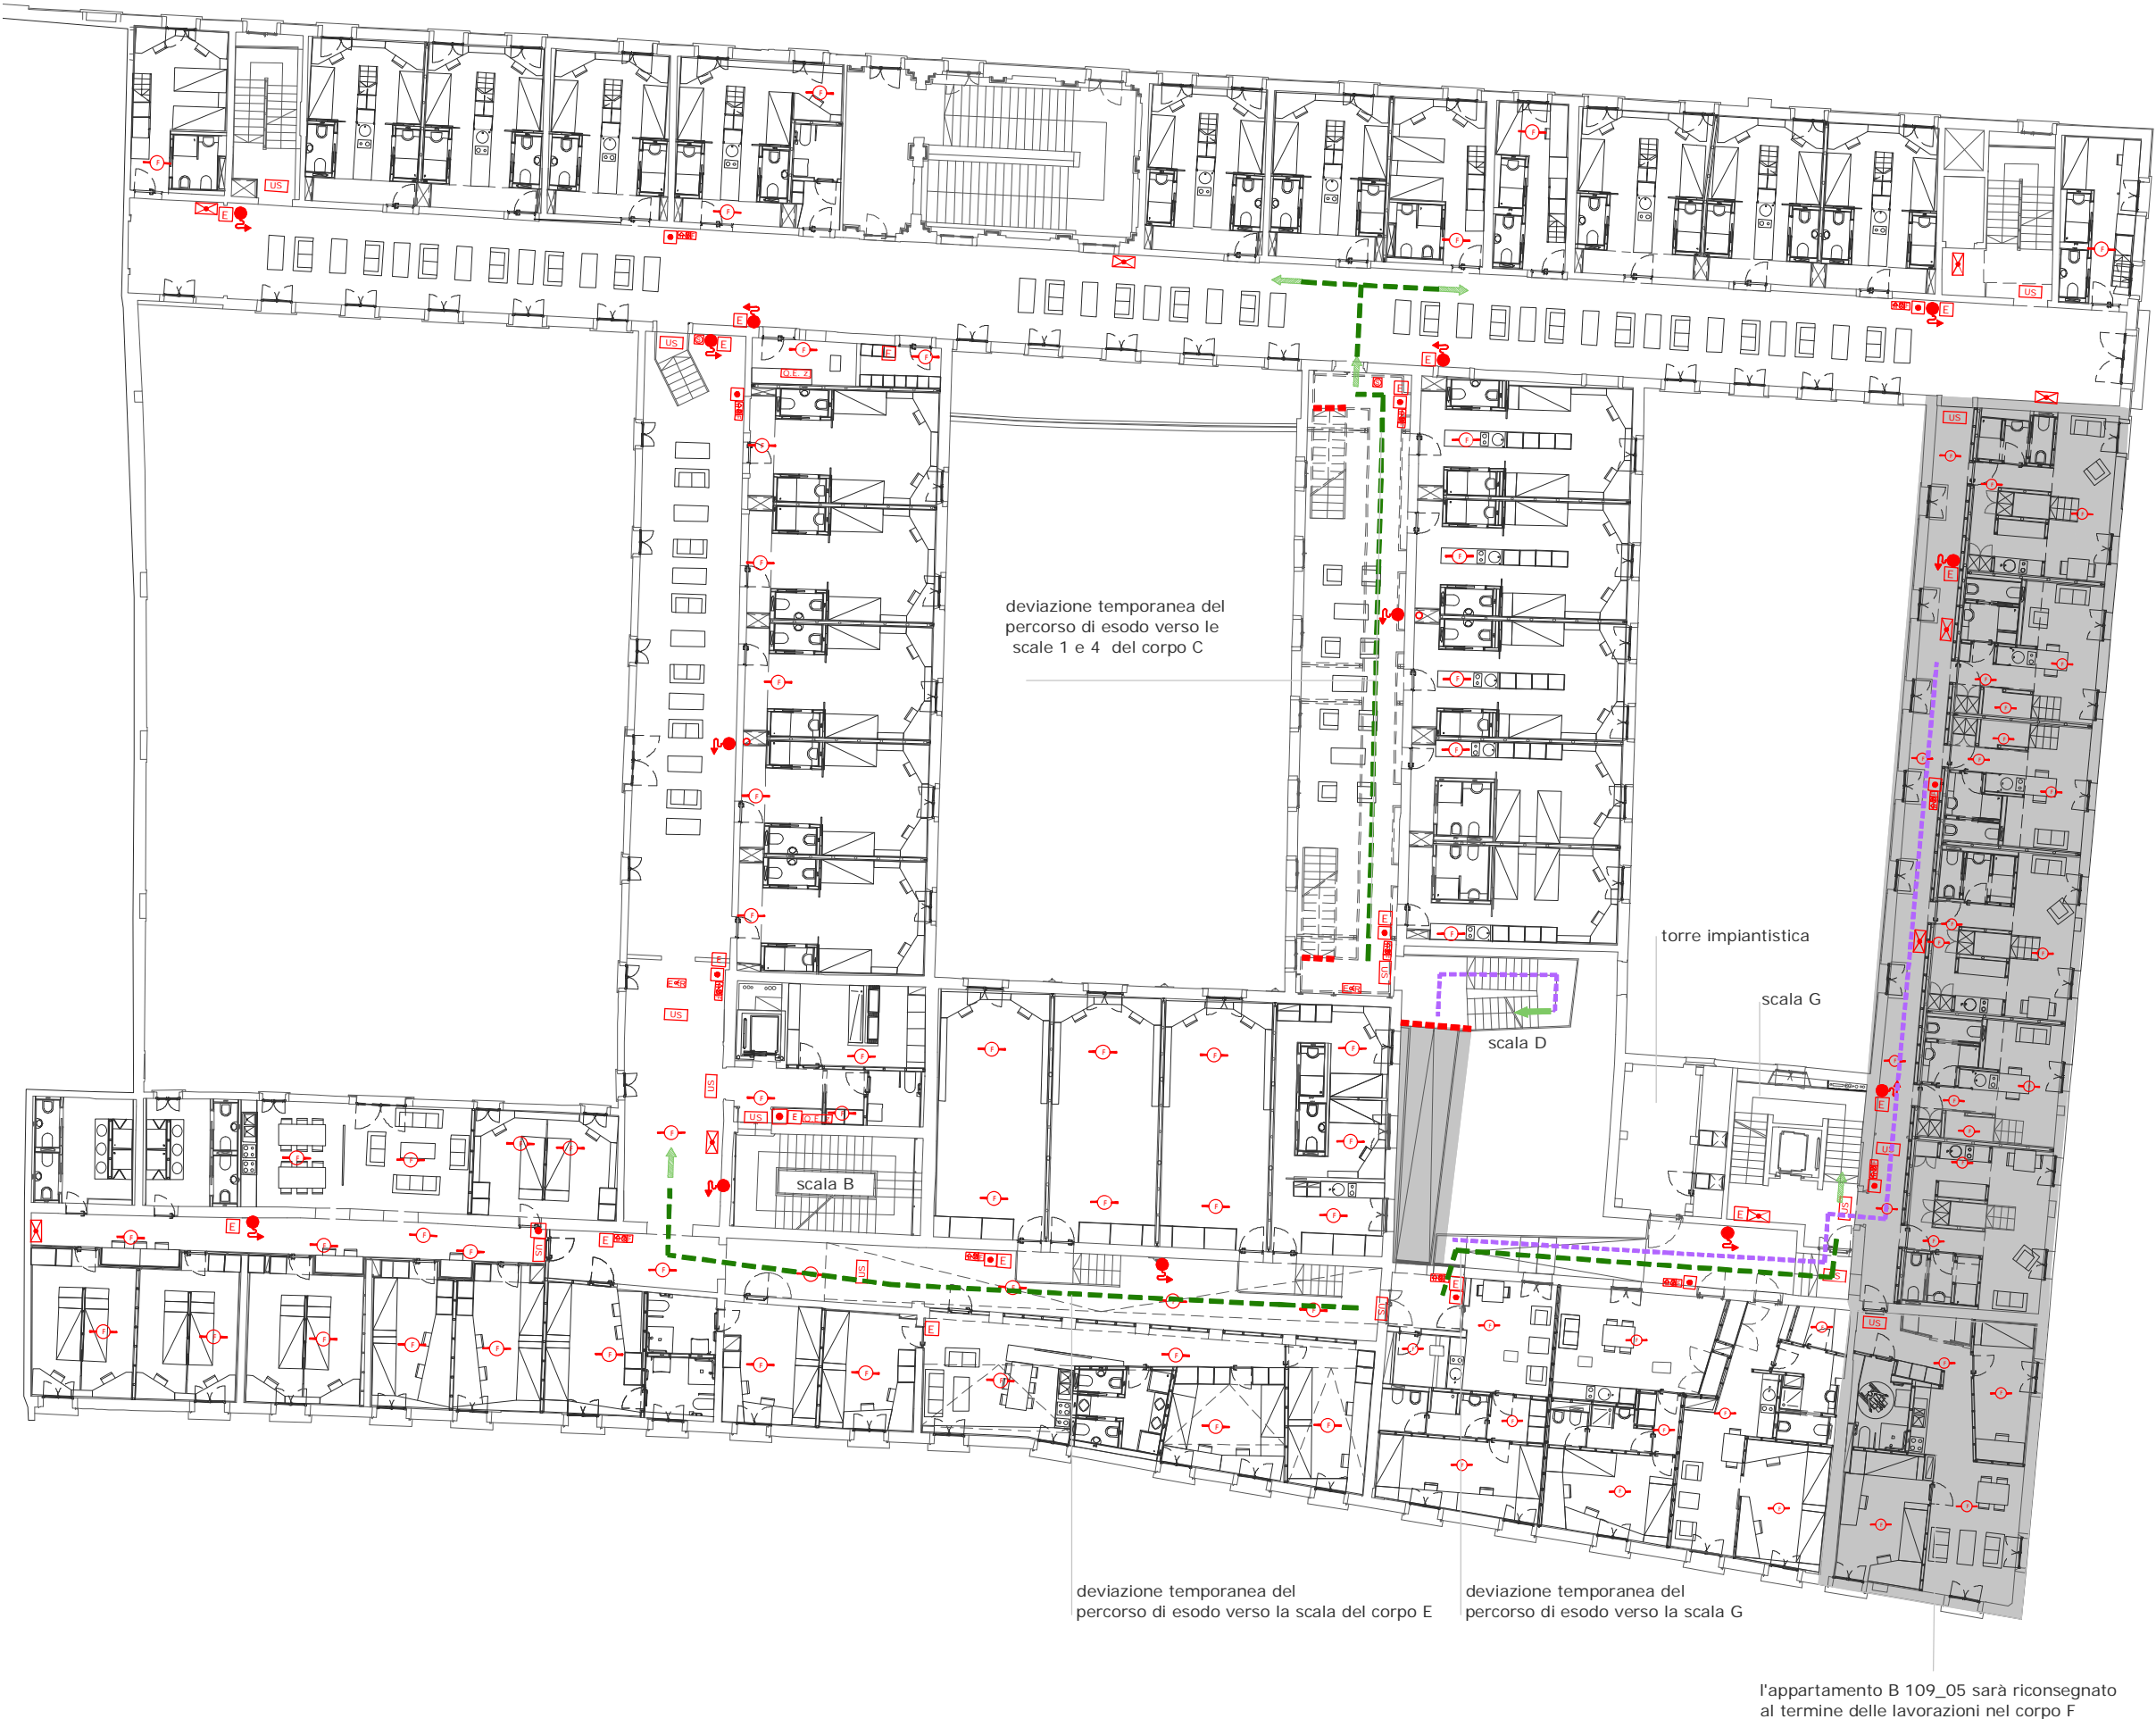 deviazione temporanea del
percorso di esodo verso le
scale 1 e 4 del corpo C
torre impiantistica
scala G
scala D
scala B
deviazione temporanea del
percorso di esodo verso la scala del corpo E
deviazione temporanea del
percorso di esodo verso la scala G
l'appartamento B 109_05 sarà riconsegnato
al termine delle lavorazioni nel corpo F